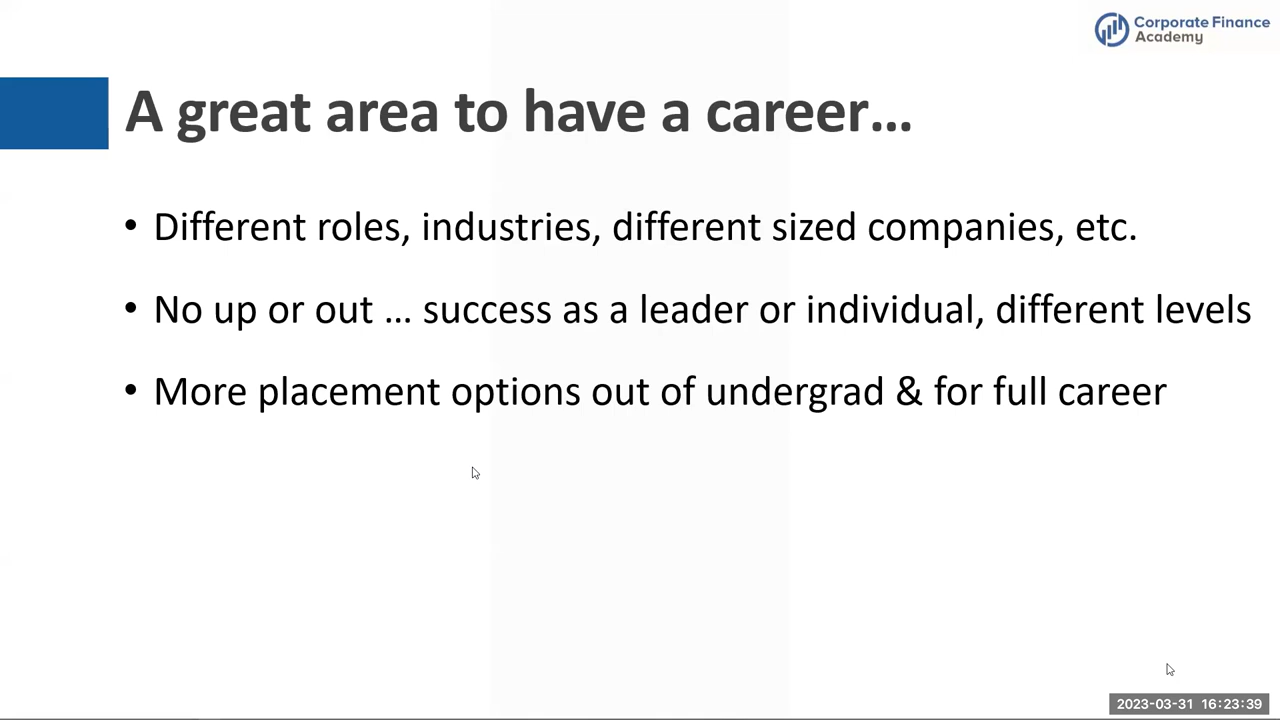 Corporate Finance
Academy
A great area to have a career…
• Different roles, industries, different sized companies, etc.
• No up or out … success as a leader or individual, different levels
• More placement options out of undergrad & for full career
2023-03-31 16:23:39